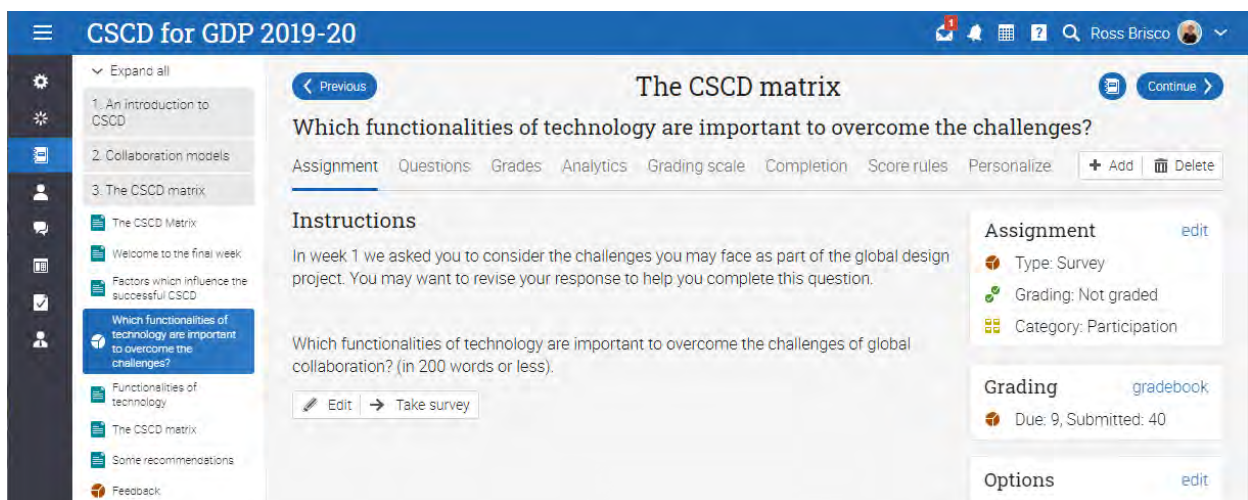 CSCD for GDP 2019-20
1
?
Ross Brisco
Expand all
1. An introduction to
CSCD
2. Collaboration models
3. The CSCD matrix
The CSCD Matrix
Welcome to the final week
Factors which influence the
successful CSCD
Which functionalities of
technology are important
to overcome the
challenges?
Functionalities of
technology
The CSCD matrix
Some recommendations
Feedback
Previous
The CSCD matrix
Continue
Which functionalities of technology are important to overcome the challenges?
Assignment Questions Grades Analytics Grading scale Completion Score rules Personalize + Add Delete
Instructions
In week 1 we asked you to consider the challenges you may face as part of the global design
project. You may want to revise your response to help you complete this question.
Which functionalities of technology are important to overcome the challenges of global
collaboration? (in 200 words or less).
Edit Take survey
Assignment edit
Type: Survey
Grading: Not graded
Category: Participation
Grading gradebook
Due: 9, Submitted: 40
Options edit